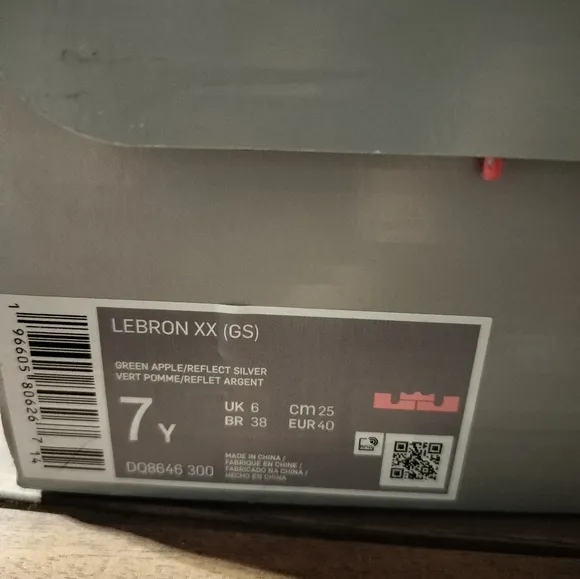 LEBRON XX (GS)
GREEN APPLE/REFLECT SILVER
VERT POMME/REFLET ARGENT
7 Y
UK 6 cm 25
BR 38 EUR 40
DQ8646 300
MADE IN CHINA /
FABRIQUE EN CHINE /
FABRICADO NA CHINA /
HECHO EN CHINA
1 96605 80626 7 14